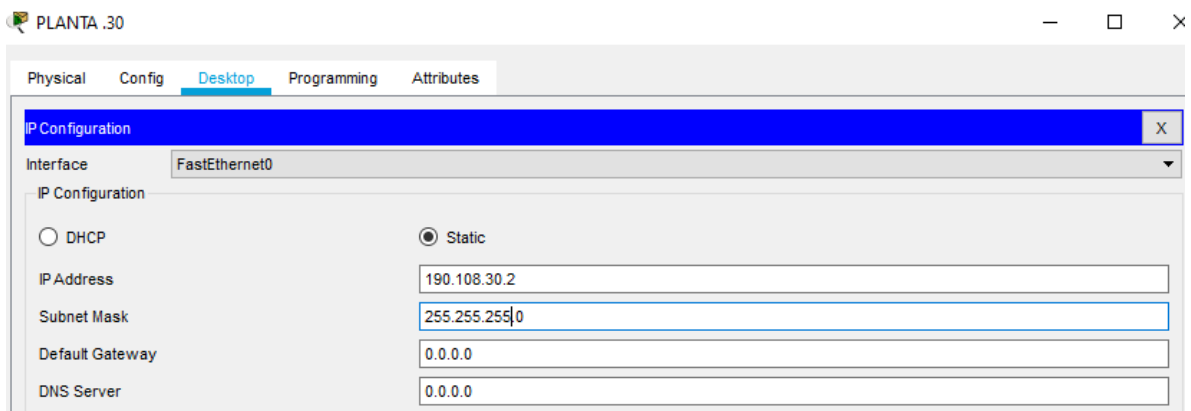 PLANTA .30
Physical Config Desktop Programming Attributes
IP Configuration X
Interface FastEthernet0
IP Configuration
DHCP Static
IP Address 190.108.30.2
Subnet Mask 255.255.255.0
Default Gateway 0.0.0.0
DNS Server 0.0.0.0